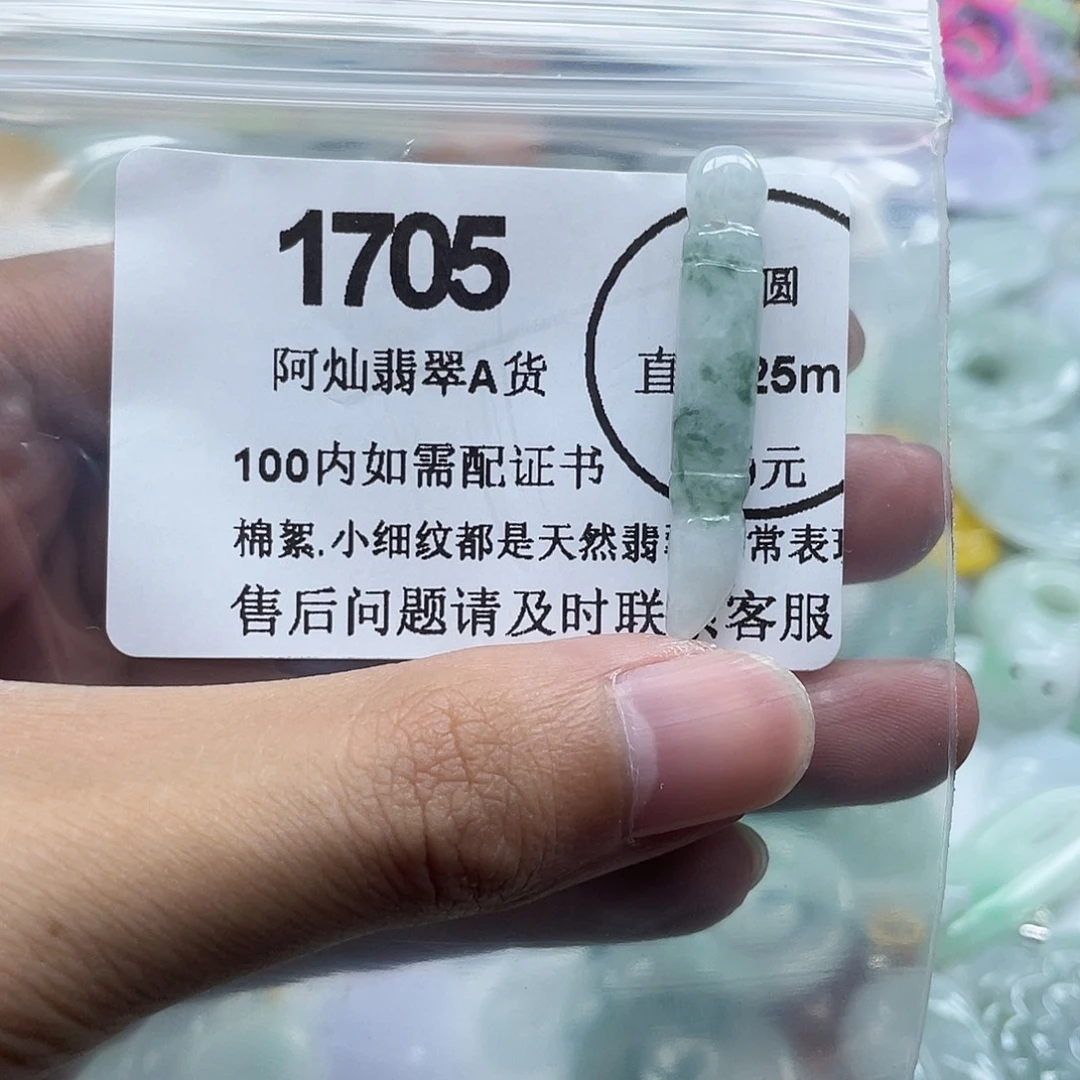 1705
圆
阿灿翡翠A货
直 25m
100内如需配证书
元
棉絮.小细纹都是天然翡 常表
售后问题请及时联 客服